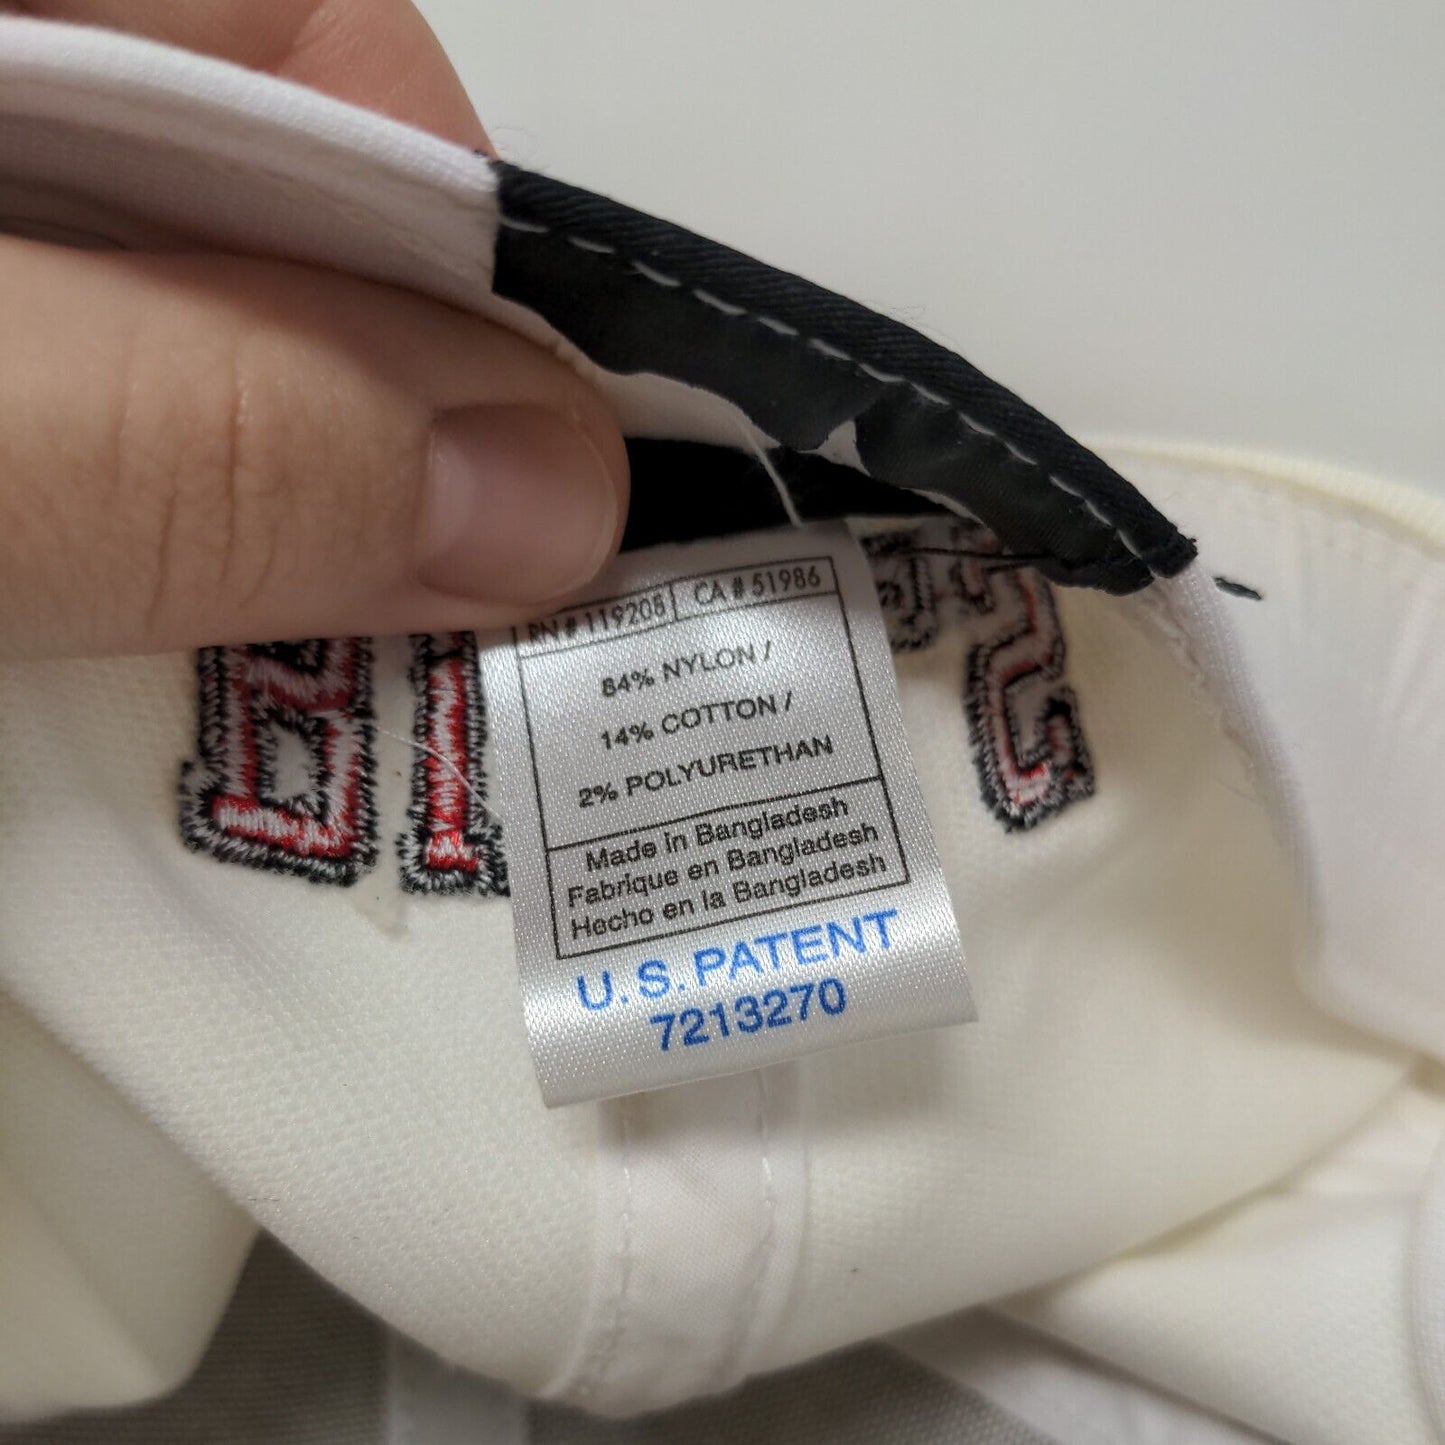 RN # 119208 CA # 51986
84% NYLON /
14% COTTON /
2% POLYURETHAN
Made in Bangladesh
Fabrique en Bangladesh
Hecho en la Bangladesh
U.S. PATENT
7213270